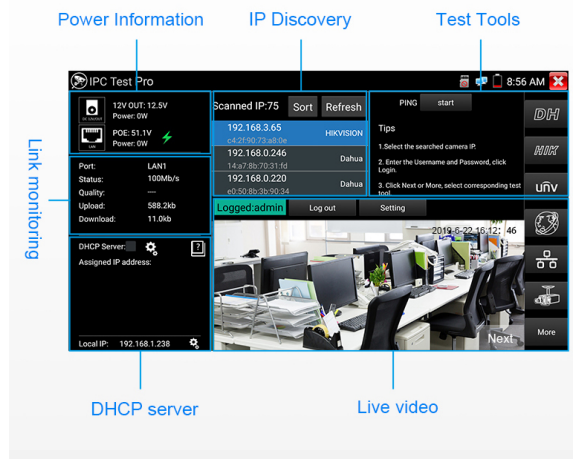 Power Information
IP Discovery
Test Tools
IPC Test Pro
8:56 AM
12V OUT: 12.5V
Power: 0W
POE: 51.1V
Power: 0W
LAN
Scanned IP:75
Sort
Refresh
192.168.3.65
HIKVISION
c4:2f:90:73:a8:0e
192.168.0.246
Dahua
14:a7:8b:70:31:fd
192.168.0.220
Dahua
e0:50:8b:3b:90:34
PING
start
Tips
1.Select the searched camera IP.
2. Enter the Username and Password, click
Login.
3. Click Next or More, select corresponding test
tool.
DH
HIK
unv
More
Link monitoring
Port: LAN1
Status: 100Mb/s
Quality: —
Upload: 588.2kb
Download: 11.0kb
DHCP Server:
?
Assigned IP address:
Local IP: 192.168.1.238
Logged:admin
Log out
Setting
2019-6-22 16:12: 46
Next
DHCP server
Live video